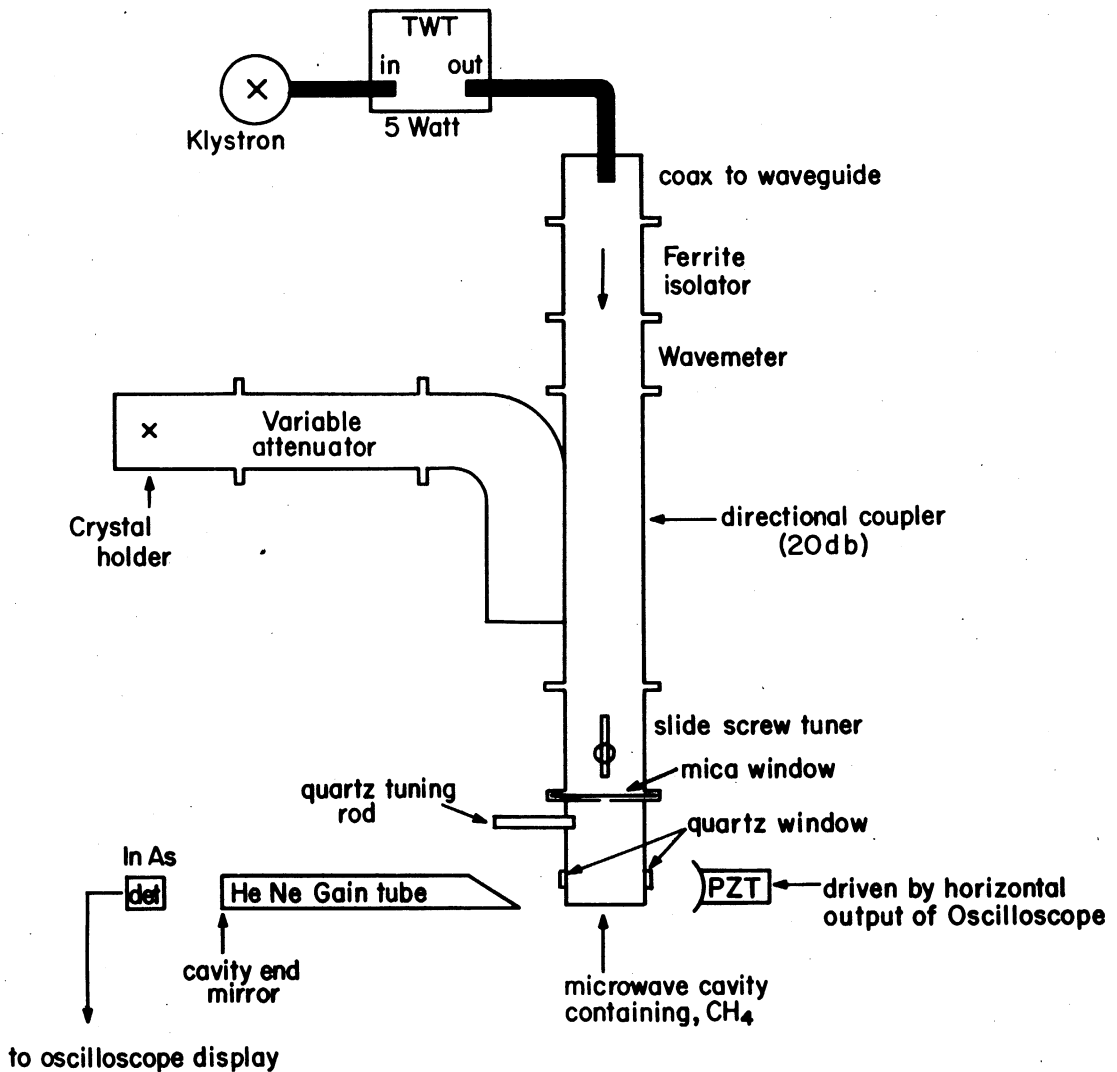 TWT
in out
5 Watt
Klystron
coax to waveguide
Ferrite
isolator
Wavemeter
Variable
attenuator
Crystal
holder
directional coupler
(20db)
slide screw tuner
mica window
quartz tuning
rod
quartz window
In As
det
He Ne Gain tube
PZT
driven by horizontal
output of Oscilloscope
cavity end
mirror
microwave cavity
containing, CH₄
to oscilloscope display